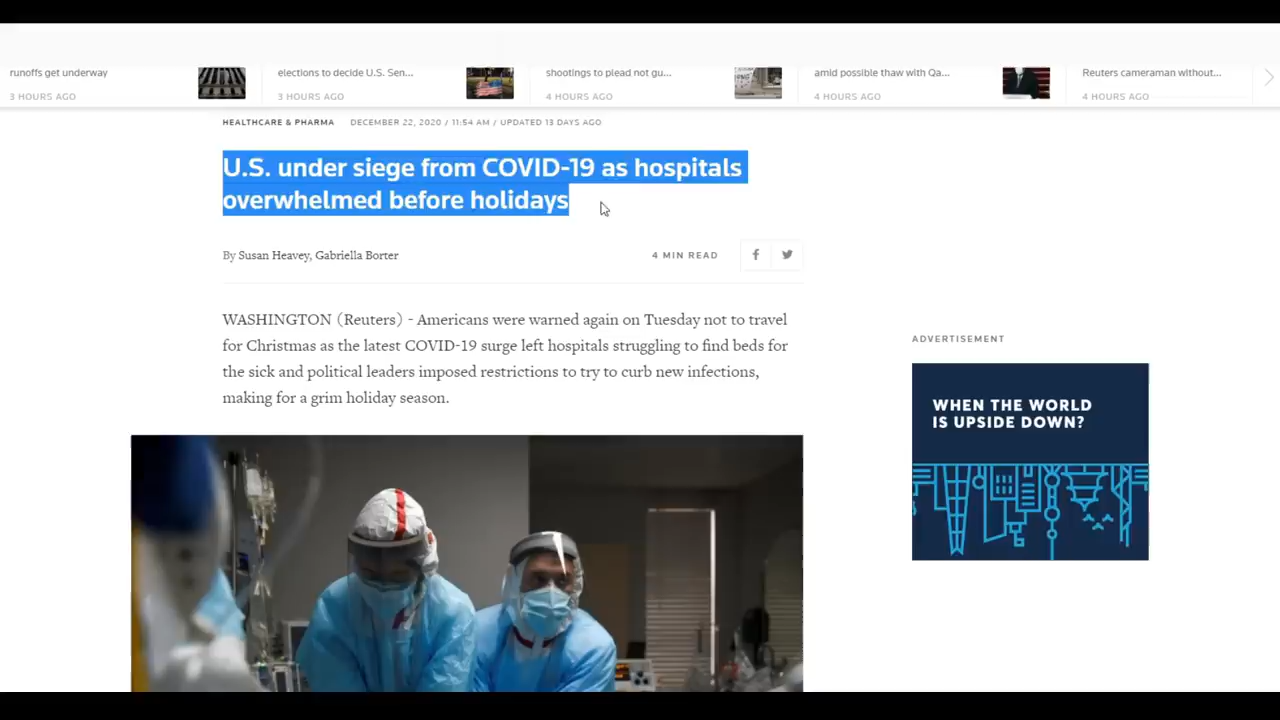 runoffs get underway
3 HOURS AGO
elections to decide U.S. Sen...
3 HOURS AGO
shootings to plead not gu...
4 HOURS AGO
amid possible thaw with Qa...
4 HOURS AGO
Reuters cameraman without...
4 HOURS AGO
HEALTHCARE & PHARMA DECEMBER 22, 2020 / 11:54 AM / UPDATED 13 DAYS AGO
U.S. under siege from COVID-19 as hospitals
overwhelmed before holidays
By Susan Heavey, Gabriella Borter
4 MIN READ
WASHINGTON (Reuters) - Americans were warned again on Tuesday not to travel
for Christmas as the latest COVID-19 surge left hospitals struggling to find beds for
the sick and political leaders imposed restrictions to try to curb new infections,
making for a grim holiday season.
ADVERTISEMENT
WHEN THE WORLD
IS UPSIDE DOWN?